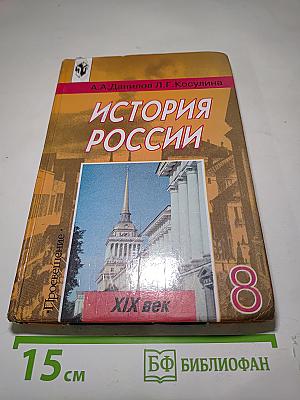 А.А.Данилов Л.Г.Косулина
ИСТОРИЯ
РОССИИ
•Просвещение•
XIX век
8
15 см
БФ БИБЛИОФАН